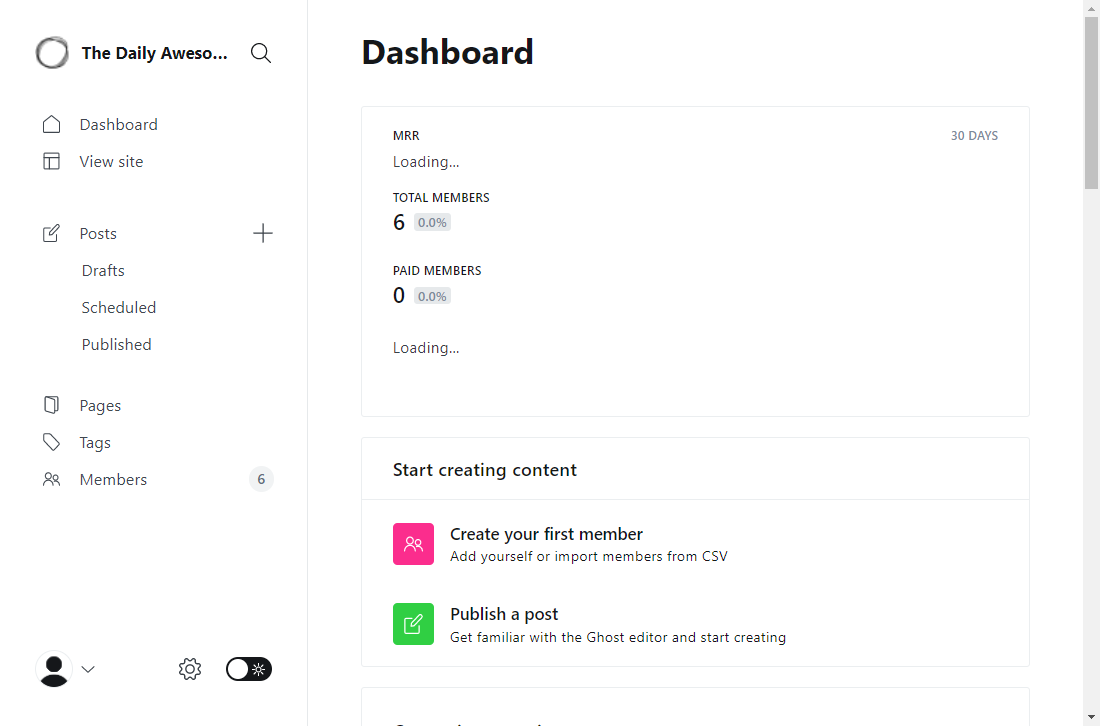 The Daily Aweso...
Dashboard
View site
Posts
Drafts
Scheduled
Published
Pages
Tags
Members 6
Dashboard
MRR 30 DAYS
Loading...
TOTAL MEMBERS
6 0.0%
PAID MEMBERS
0 0.0%
Loading...
Start creating content
Create your first member
Add yourself or import members from CSV
Publish a post
Get familiar with the Ghost editor and start creating